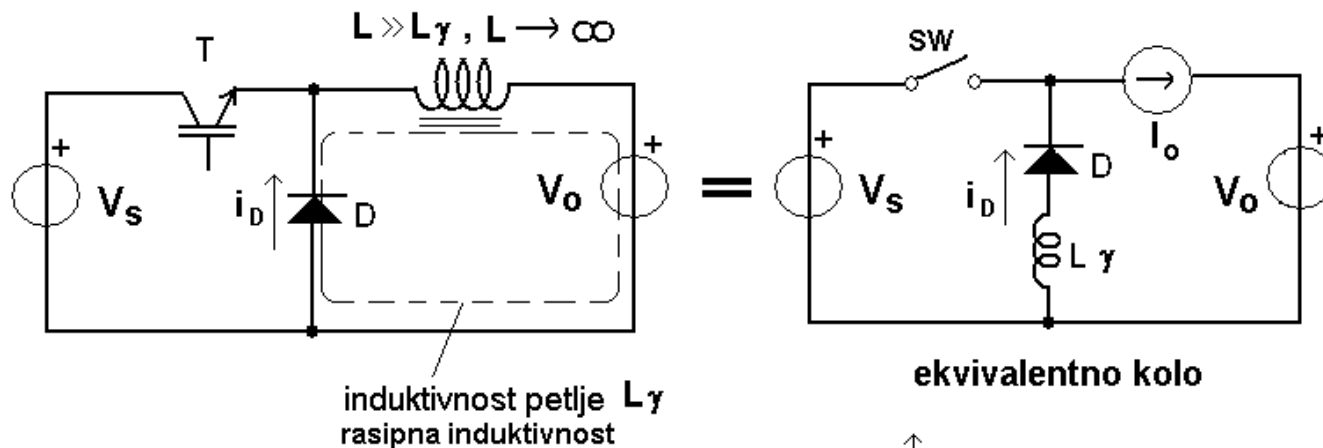 L ≫ Lγ , L → ∞
T
+
Vs
iD
D
+
Vo
=
SW
+
Vs
iD
D
Lγ
Io
+
Vo
induktivnost petlje Lγ
rasipna induktivnost
ekvivalentno kolo